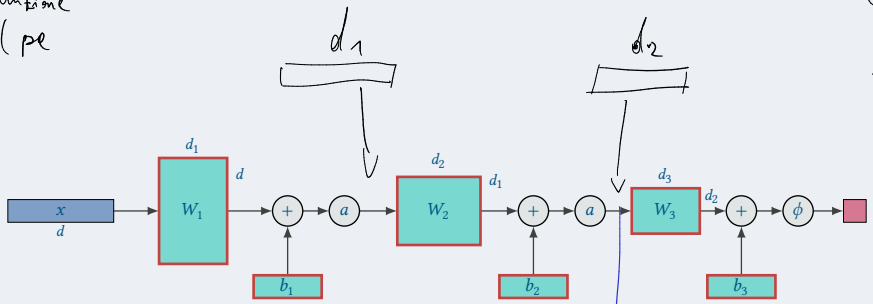 ( pe
d1
d2
d₁
d₂
d₃
x
d
W₁
d
+
a
W₂
d₁
+
a
W₃
d₂
+
ϕ
b₁
b₂
b₃